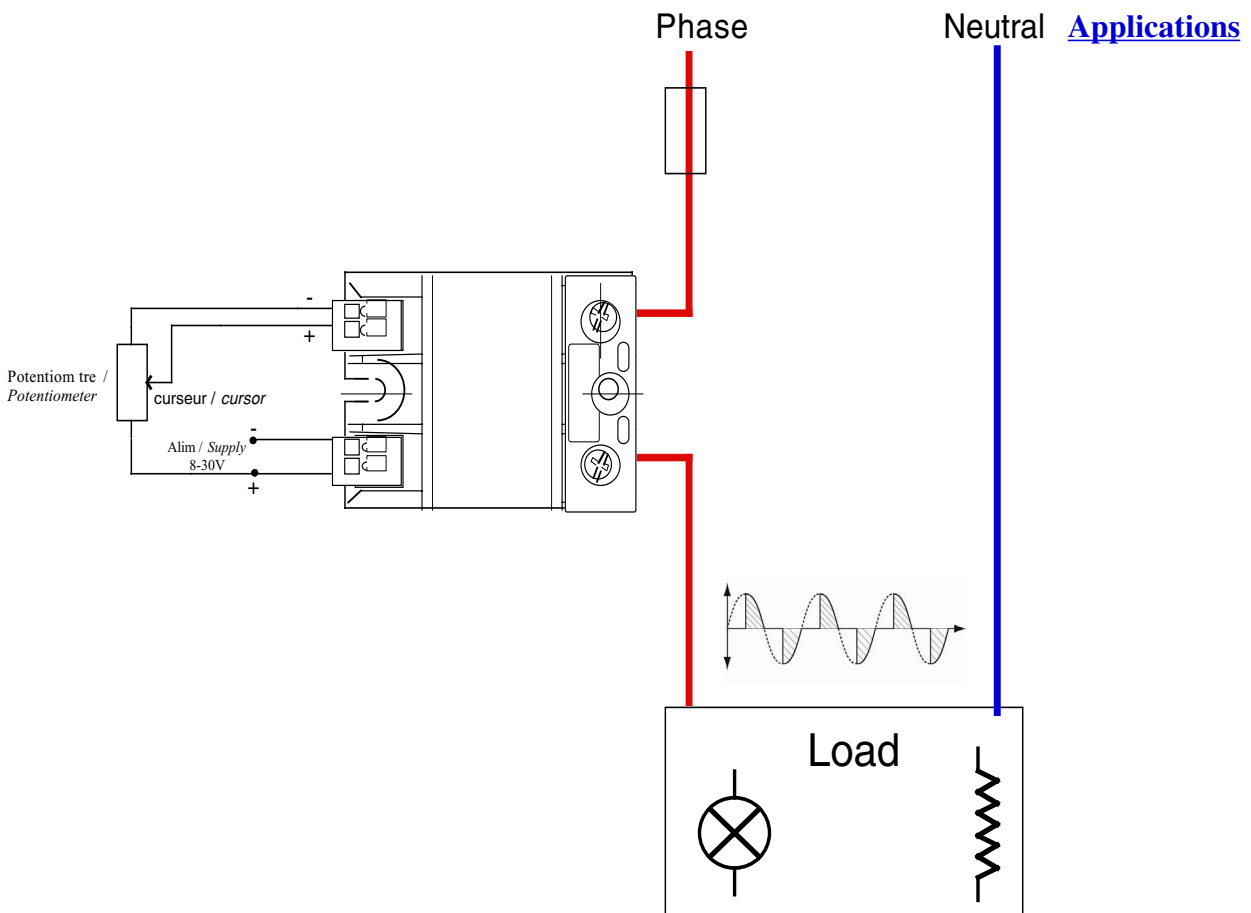 Phase
Neutral
Applications
-
+
Potentiom tre /
Potentiometer
curseur / cursor
-
Alim / Supply
8-30V
+
Load